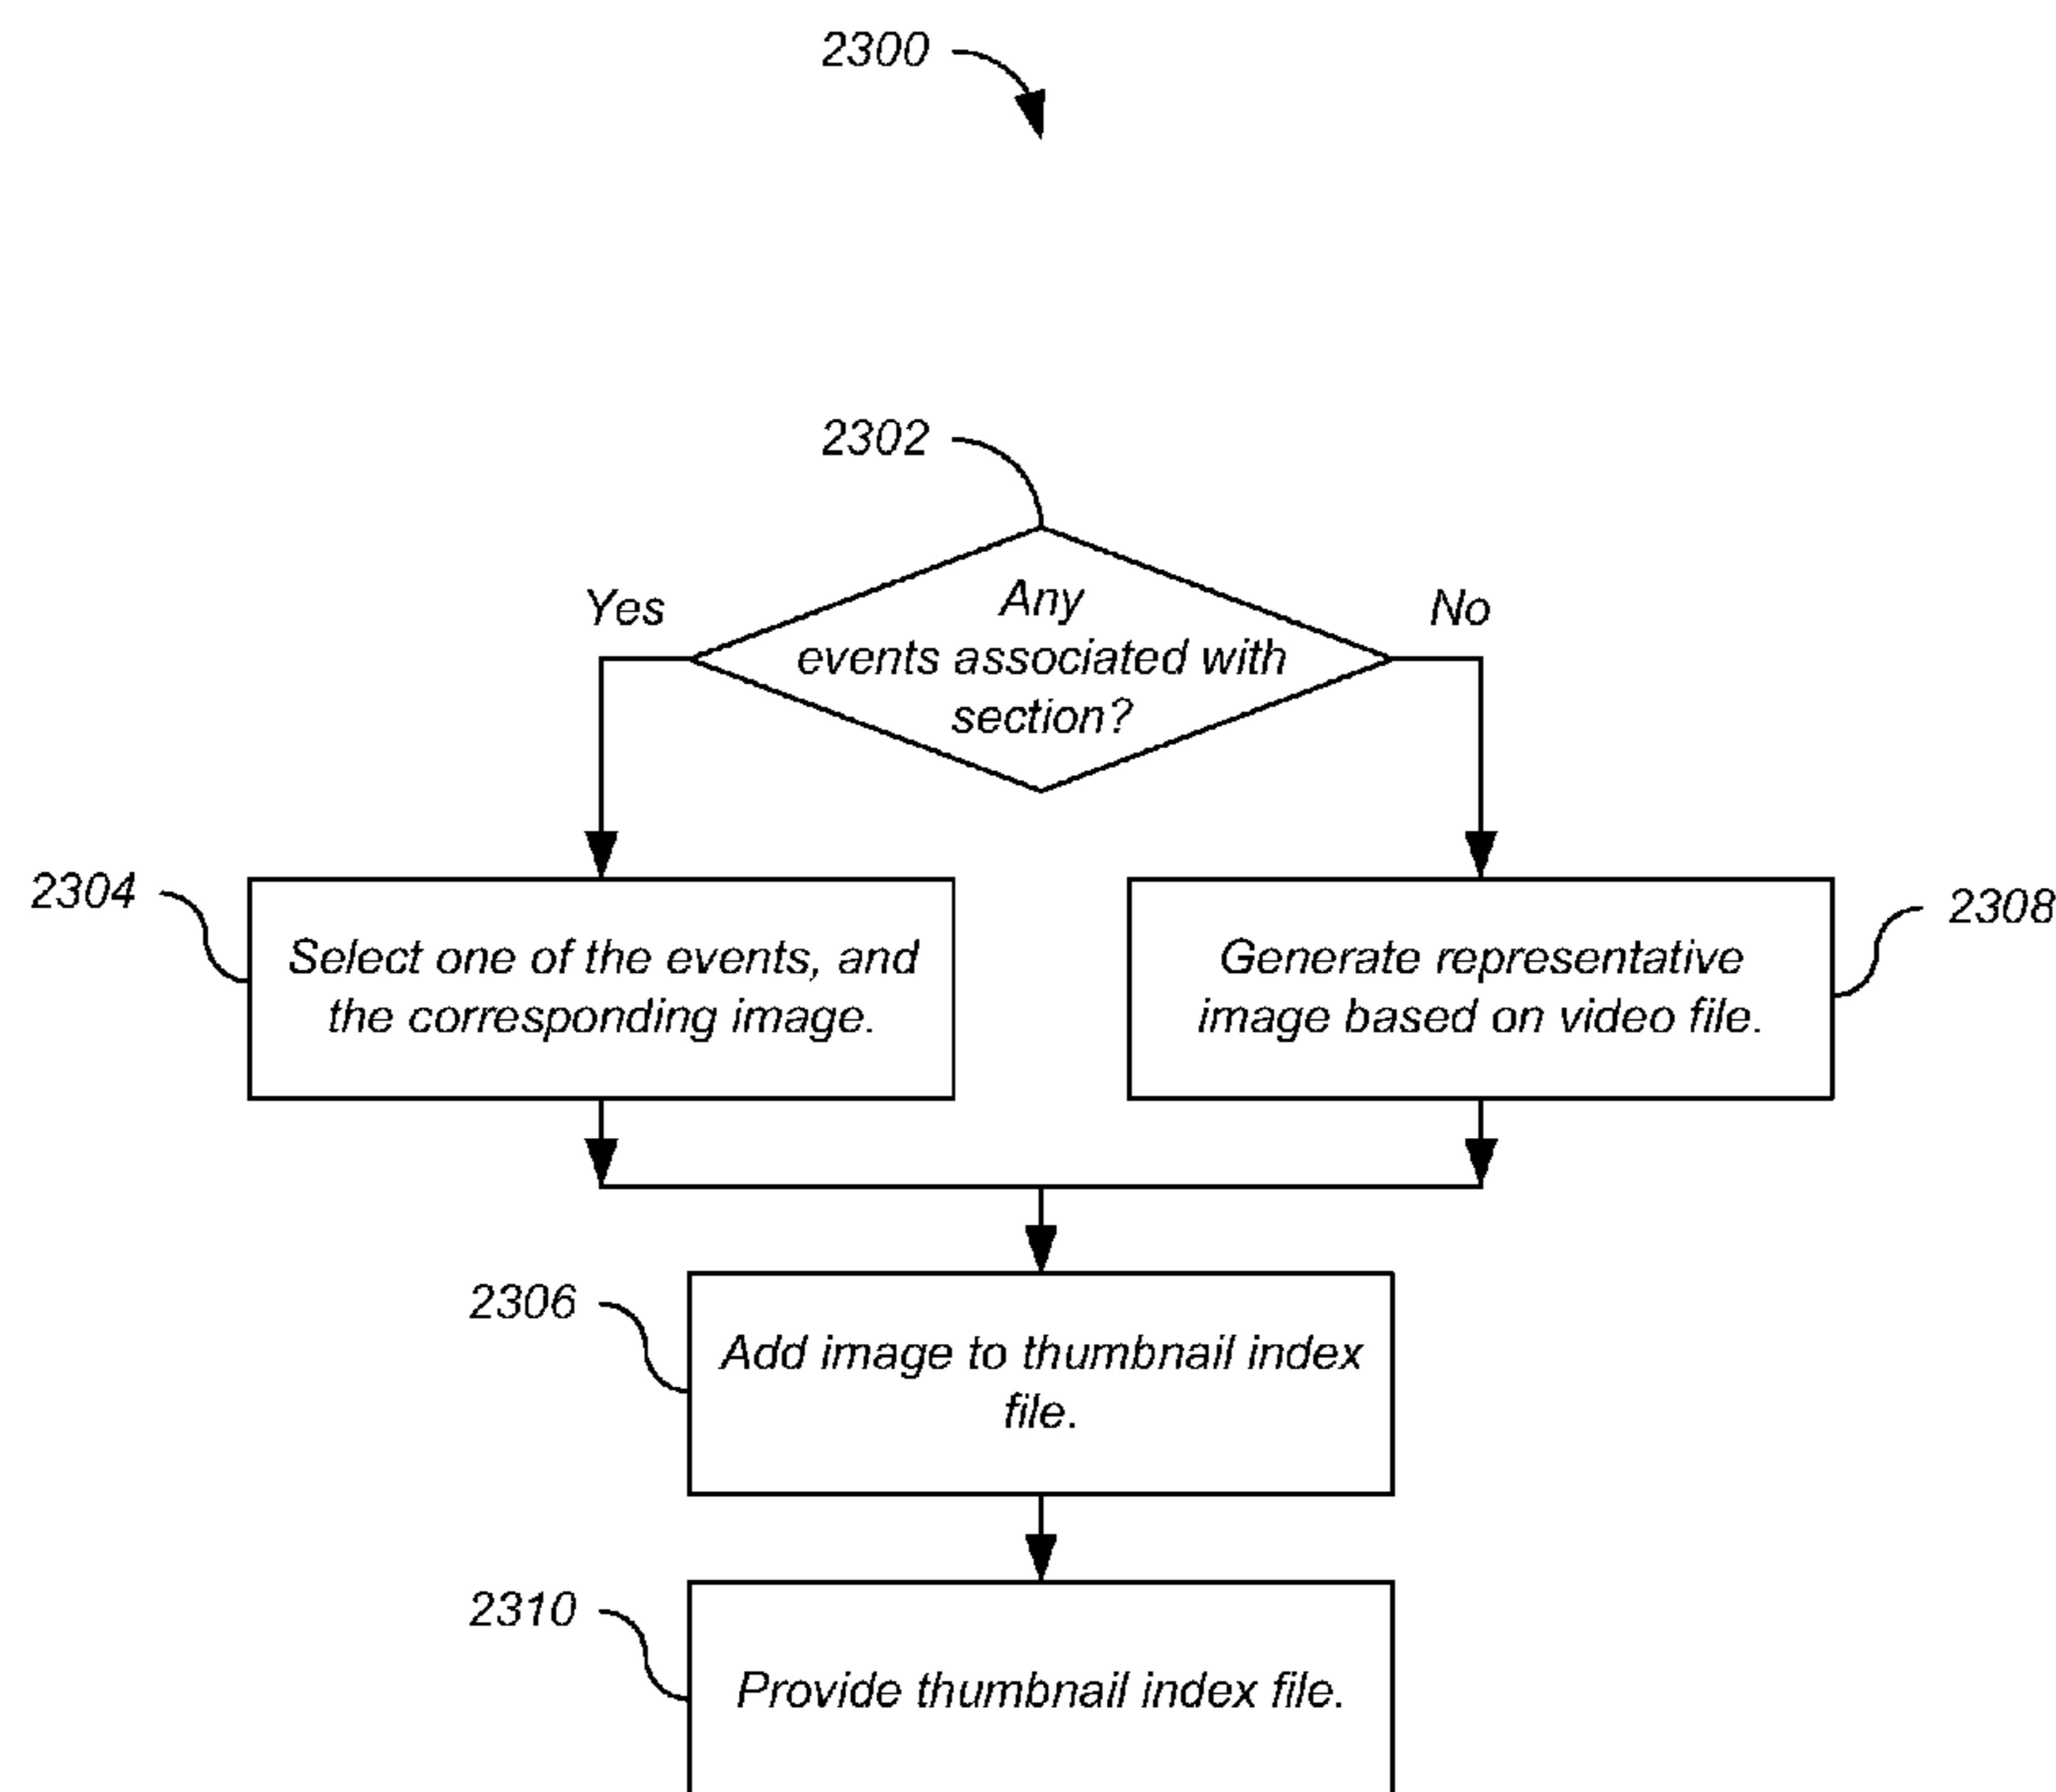 2300
2302
Yes
No
Any
events associated with
section?
2304
Select one of the events, and
the corresponding image.
2308
Generate representative
image based on video file.
2306
Add image to thumbnail index
file.
2310
Provide thumbnail index file.